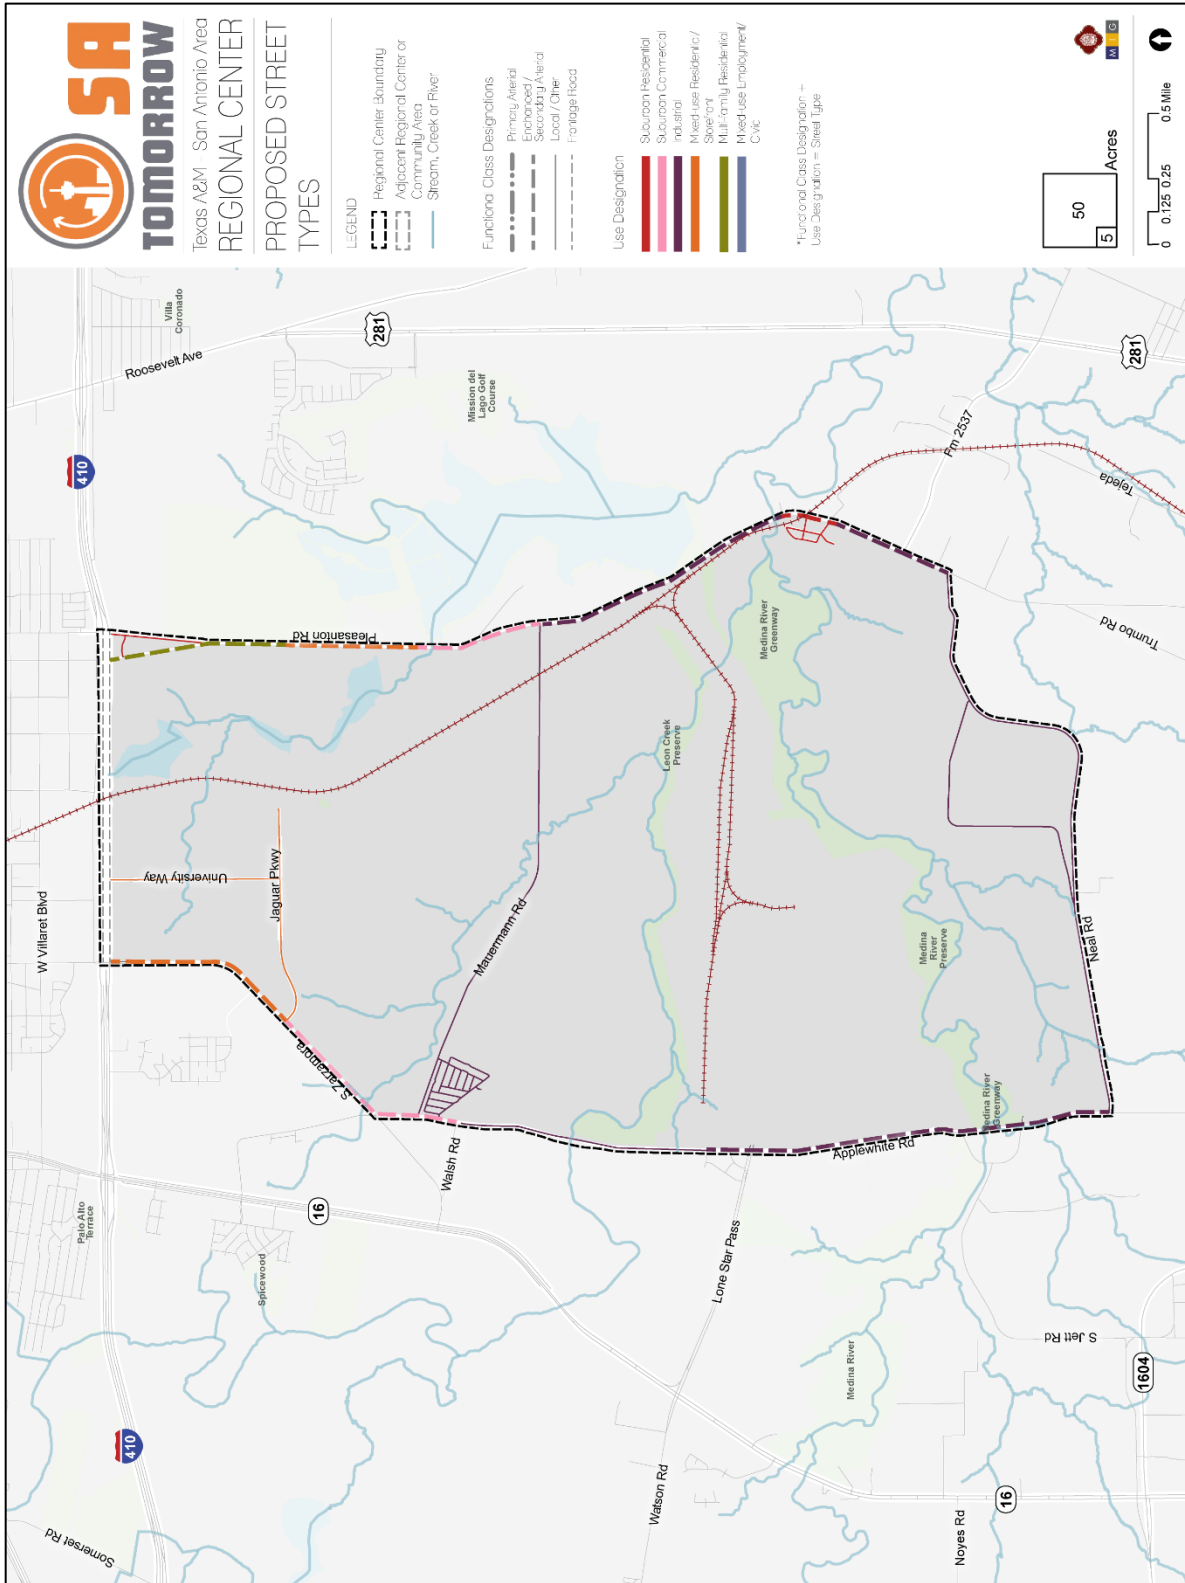 SA
TOMORROW
Texas A&M - San Antonio Area
REGIONAL CENTER
PROPOSED STREET
TYPES
LEGEND
Regional Center Boundary
Adjacent Regional Center or
Community Area
Stream, Creek or River
Functional Class Designations
Primary Arterial
Enchanced /
Secondary Arterial
Local / Other
Frontage Road
Use Designation
Suburban Residential
Suburban Commercial
Industrial
Mixed-use Residential /
Storefront
Multi-family Residential
Mixed-use Employment/
Civic
*Functional Class Designation +
Use Designation = Street Type
50
5
Acres
0 0.125 0.25 0.5 Mile
M I G
Somerset Rd
410
Palo Alto
Terrace
W Villaret Blvd
410
Roosevelt Ave
Villa
Coronado
Spicewood
16
S Zarzamora
University Way
Jaguar Pkwy
Pleasanton Rd
281
Mission del
Lago Golf
Course
Walsh Rd
Mauermann Rd
Watson Rd
Lone Star Pass
Leon Creek
Preserve
Medina River
Greenway
Applewhite Rd
Medina River
Medina
River
Preserve
Medina River
Greenway
Fm 2537
Noyes Rd
16
S Jett Rd
1604
Neal Rd
Trumbo Rd
Tejeda
281